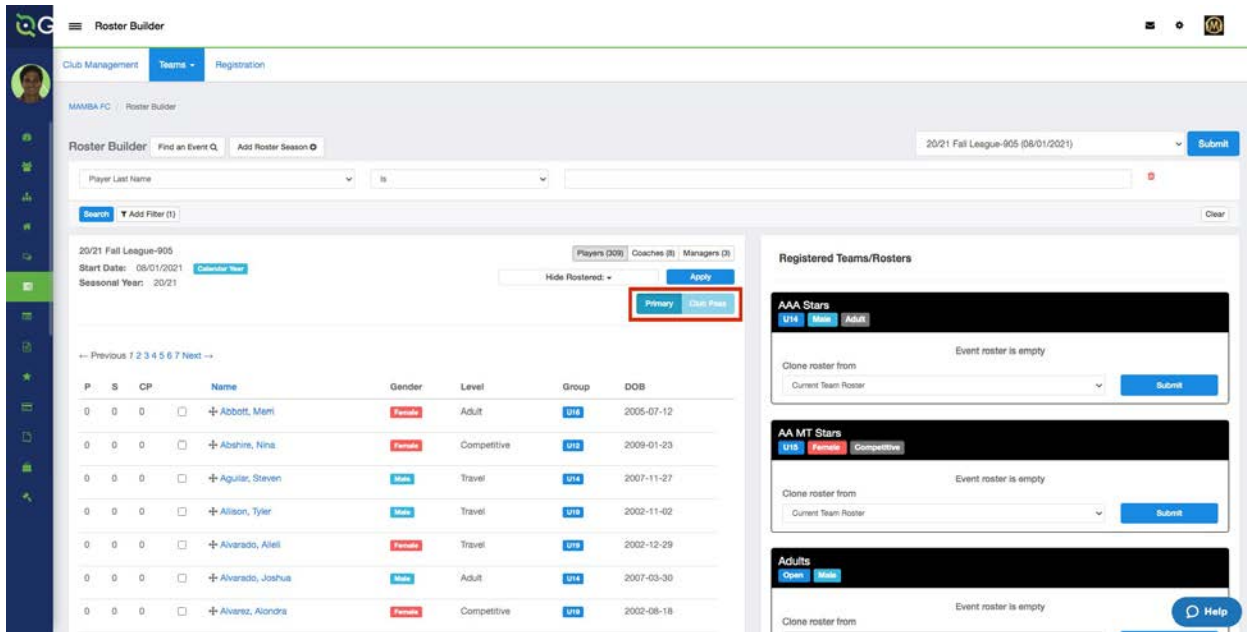 G Roster Builder
Club Management Teams Registration
MAMBA FC / Roster Builder
Roster Builder Find an Event Add Roster Season 20/21 Fall League-905 (08/01/2021) Submit
Player Last Name Is
Search Add Filter (1) Clear
20/21 Fall League-905 Players (309) Coaches (8) Managers (3)
Start Date: 08/01/2021 Calendar Year
Seasonal Year: 20/21
Hide Rostered: Apply
Primary Club Pass
← Previous 1 2 3 4 5 6 7 Next →
P S CP Name Gender Level Group DOB
0 0 0 Abbott, Merri Female Adult U16 2005-07-12
0 0 0 Abshire, Nina Female Competitive U12 2009-01-23
0 0 0 Aguilar, Steven Male Travel U14 2007-11-27
0 0 0 Allison, Tyler Male Travel U19 2002-11-02
0 0 0 Alvarado, Alleli Female Travel U19 2002-12-29
0 0 0 Alvarado, Joshua Male Adult U14 2007-03-30
0 0 0 Alvarez, Alondra Female Competitive U19 2002-08-18
Registered Teams/Rosters
AAA Stars
U14 Male Adult
Event roster is empty
Clone roster from
Current Team Roster Submit
AA MT Stars
U15 Female Competitive
Event roster is empty
Clone roster from
Current Team Roster Submit
Adults
Open Male
Event roster is empty
Clone roster from
Help